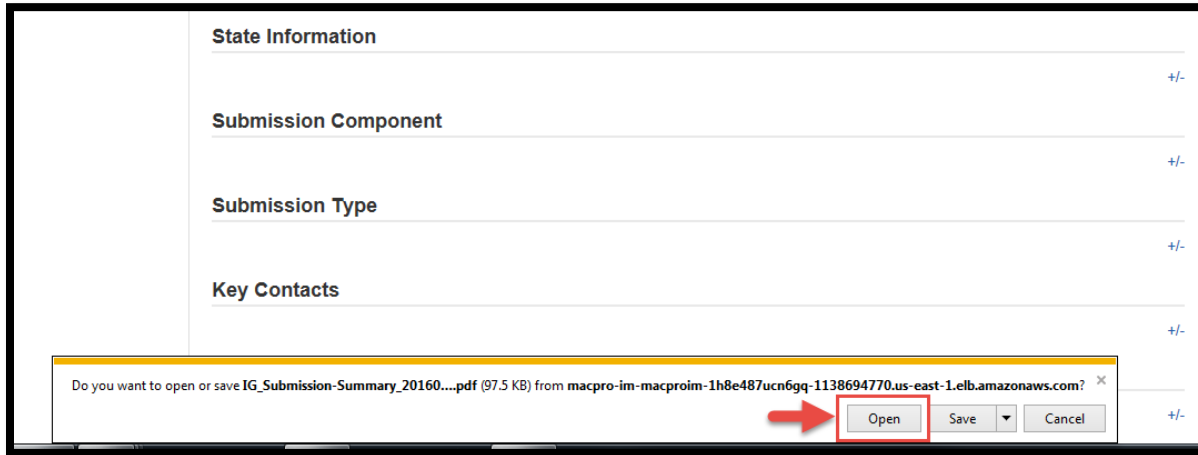 State Information
+/-
Submission Component
+/-
Submission Type
+/-
Key Contacts
+/-
Do you want to open or save IG_Submission-Summary_20160....pdf (97.5 KB) from macpro-im-macproim-1h8e487ucn6gq-1138694770.us-east-1.elb.amazonaws.com? ×
Open Save Cancel +/-